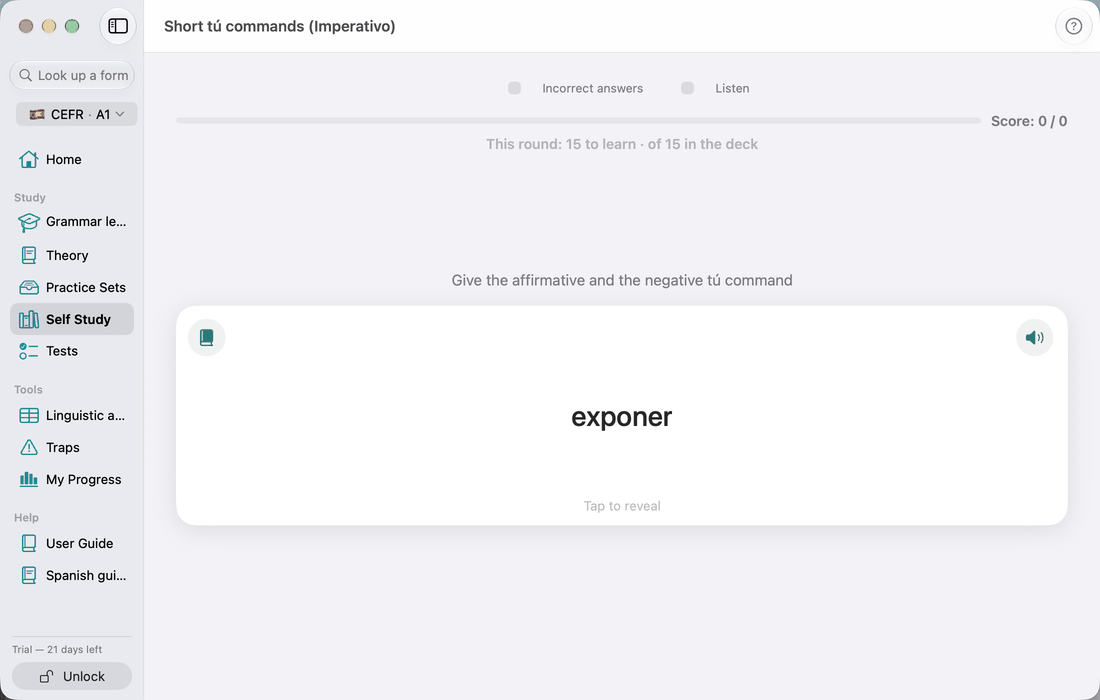 Short tú commands (Imperativo)
Look up a form
CEFR · A1
Home
Study
Grammar le...
Theory
Practice Sets
Self Study
Tests
Tools
Linguistic a...
Traps
My Progress
Help
User Guide
Spanish gui...
Trial — 21 days left
Unlock
Incorrect answers
Listen
Score: 0 / 0
This round: 15 to learn · of 15 in the deck
Give the affirmative and the negative tú command
exponer
Tap to reveal